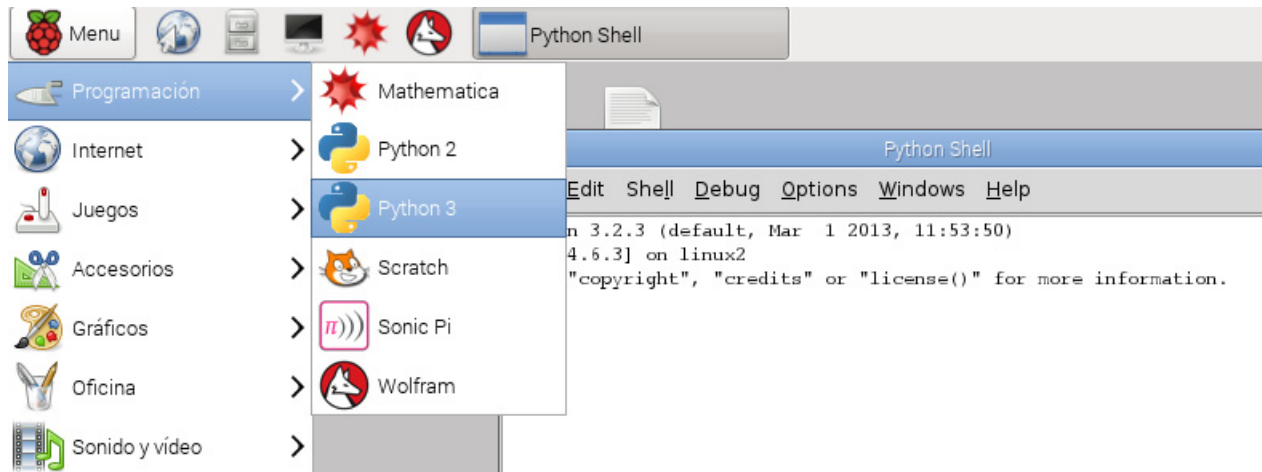 Menu
Python Shell
Programación
Internet
Juegos
Accesorios
Gráficos
Oficina
Sonido y vídeo
Mathematica
Python 2
Python 3
Scratch
π)))
Sonic Pi
Wolfram
Python Shell
Edit Shell Debug Options Windows Help
n 3.2.3 (default, Mar 1 2013, 11:53:50)
4.6.3] on linux2
"copyright", "credits" or "license()" for more information.